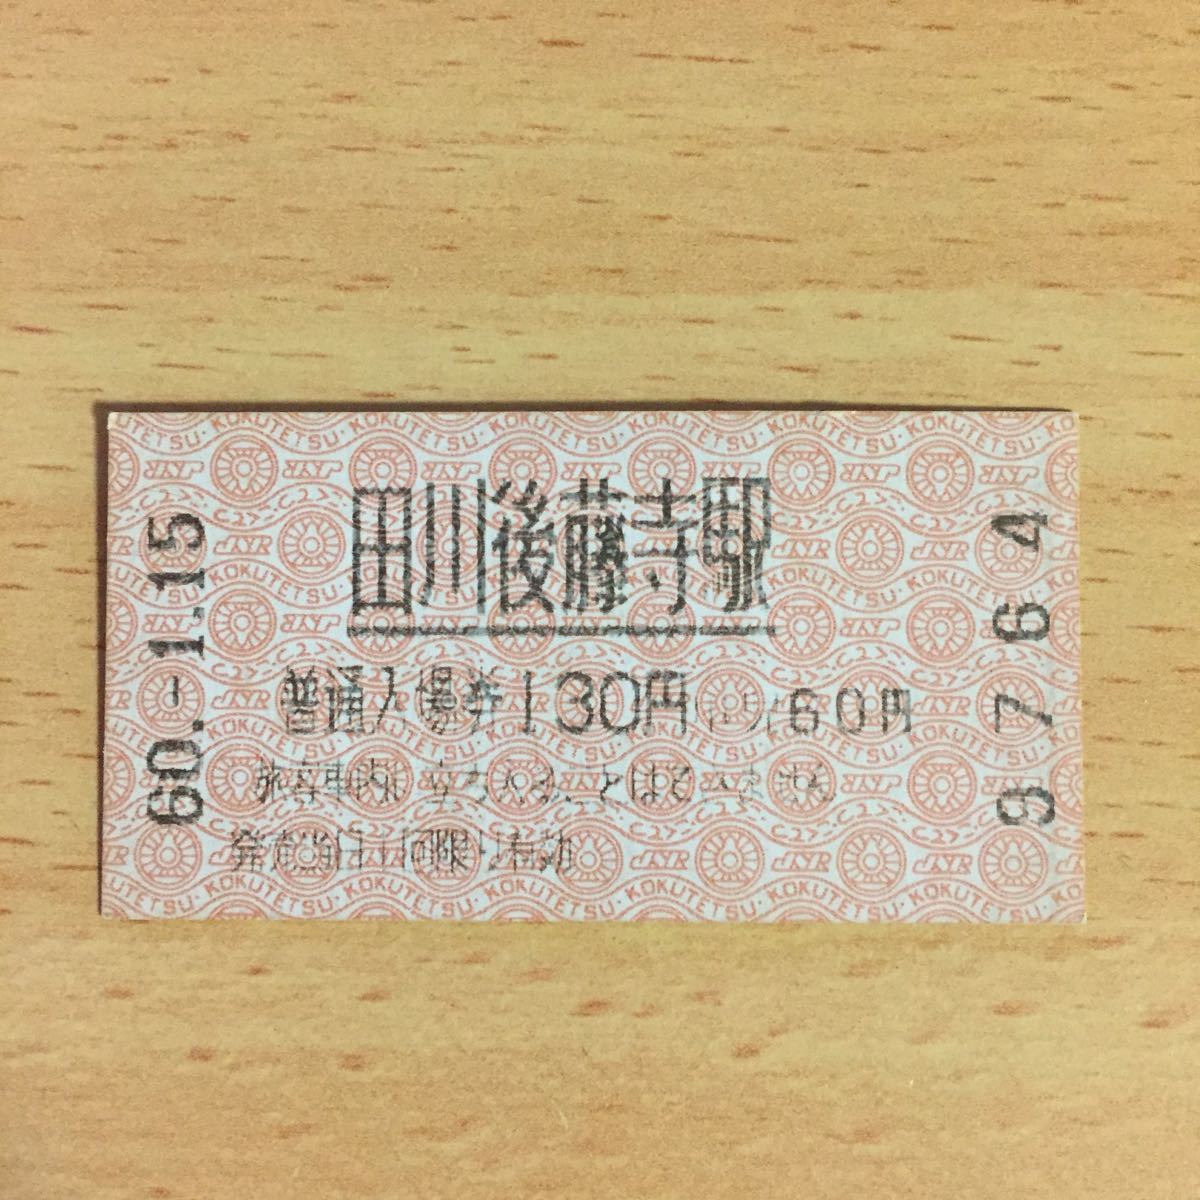 田川後藤寺駅
普通入場券 130円 60円
旅客車内に立ち入ることはできません
発売当日1回限り有効
60.-1.15
9764
KOKUTETSU
JNR